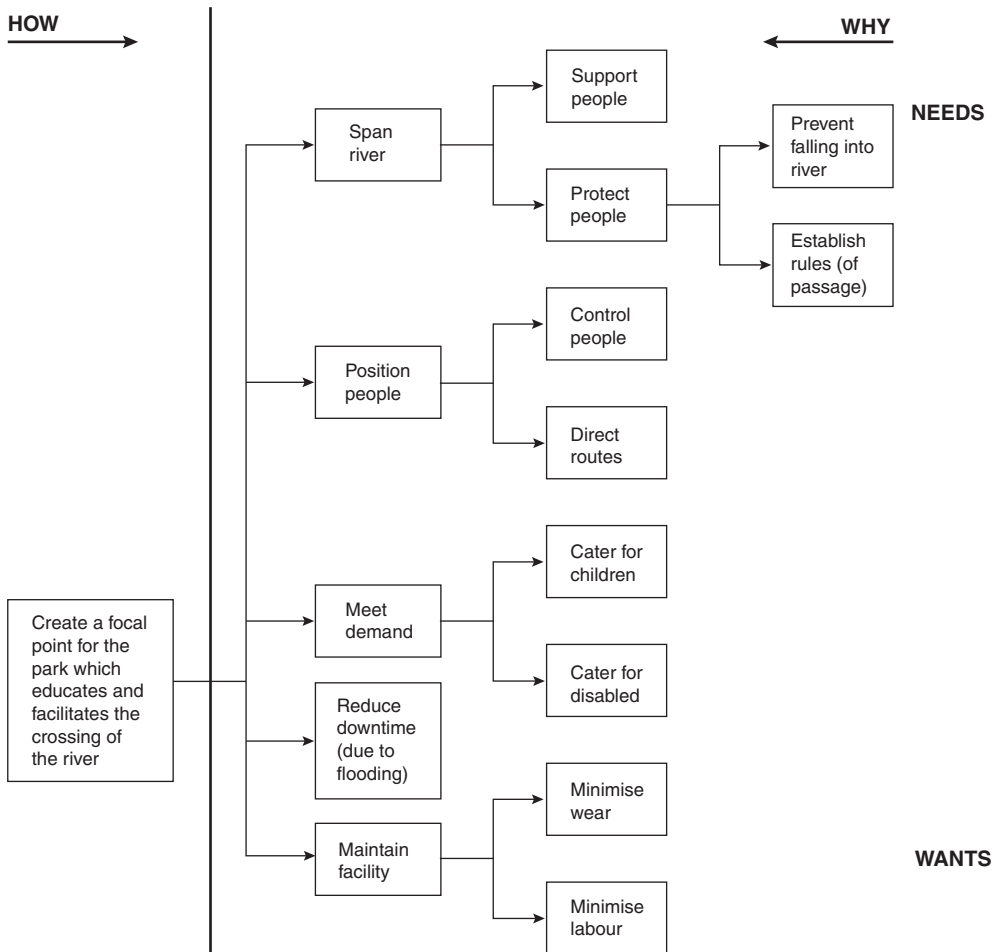 HOW
WHY
NEEDS
Support
people
Span
river
Prevent
falling into
river
Protect
people
Establish
rules (of
passage)
Control
people
Position
people
Direct
routes
Cater for
children
Meet
demand
Create a focal
point for the
park which
educates and
facilitates the
crossing of
the river
Cater for
disabled
Reduce
downtime
(due to
flooding)
Minimise
wear
Maintain
facility
WANTS
Minimise
labour